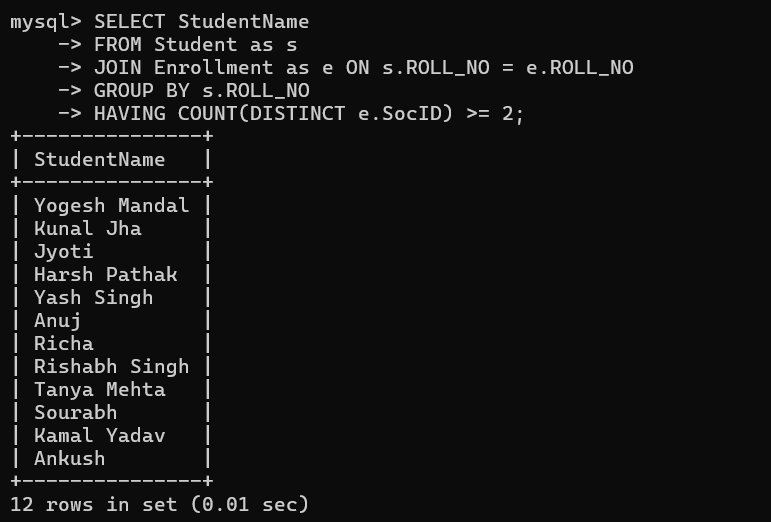 mysql> SELECT StudentName
    -> FROM Student as s
    -> JOIN Enrollment as e ON s.ROLL_NO = e.ROLL_NO
    -> GROUP BY s.ROLL_NO
    -> HAVING COUNT(DISTINCT e.SocID) >= 2;
+---------------+
| StudentName   |
+---------------+
| Yogesh Mandal |
| Kunal Jha     |
| Jyoti         |
| Harsh Pathak  |
| Yash Singh    |
| Anuj          |
| Richa         |
| Rishabh Singh |
| Tanya Mehta   |
| Sourabh       |
| Kamal Yadav   |
| Ankush        |
+---------------+
12 rows in set (0.01 sec)